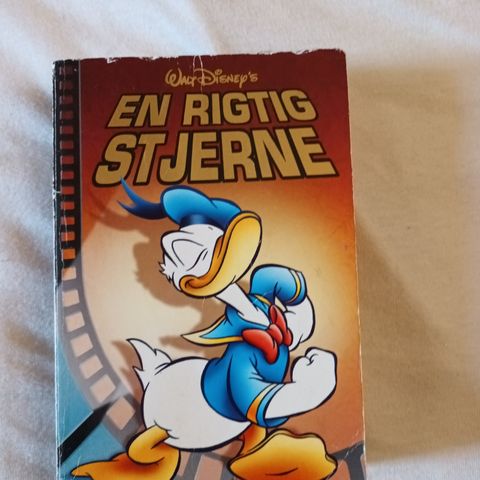 Walt Disney's
EN RIGTIG
STJERNE